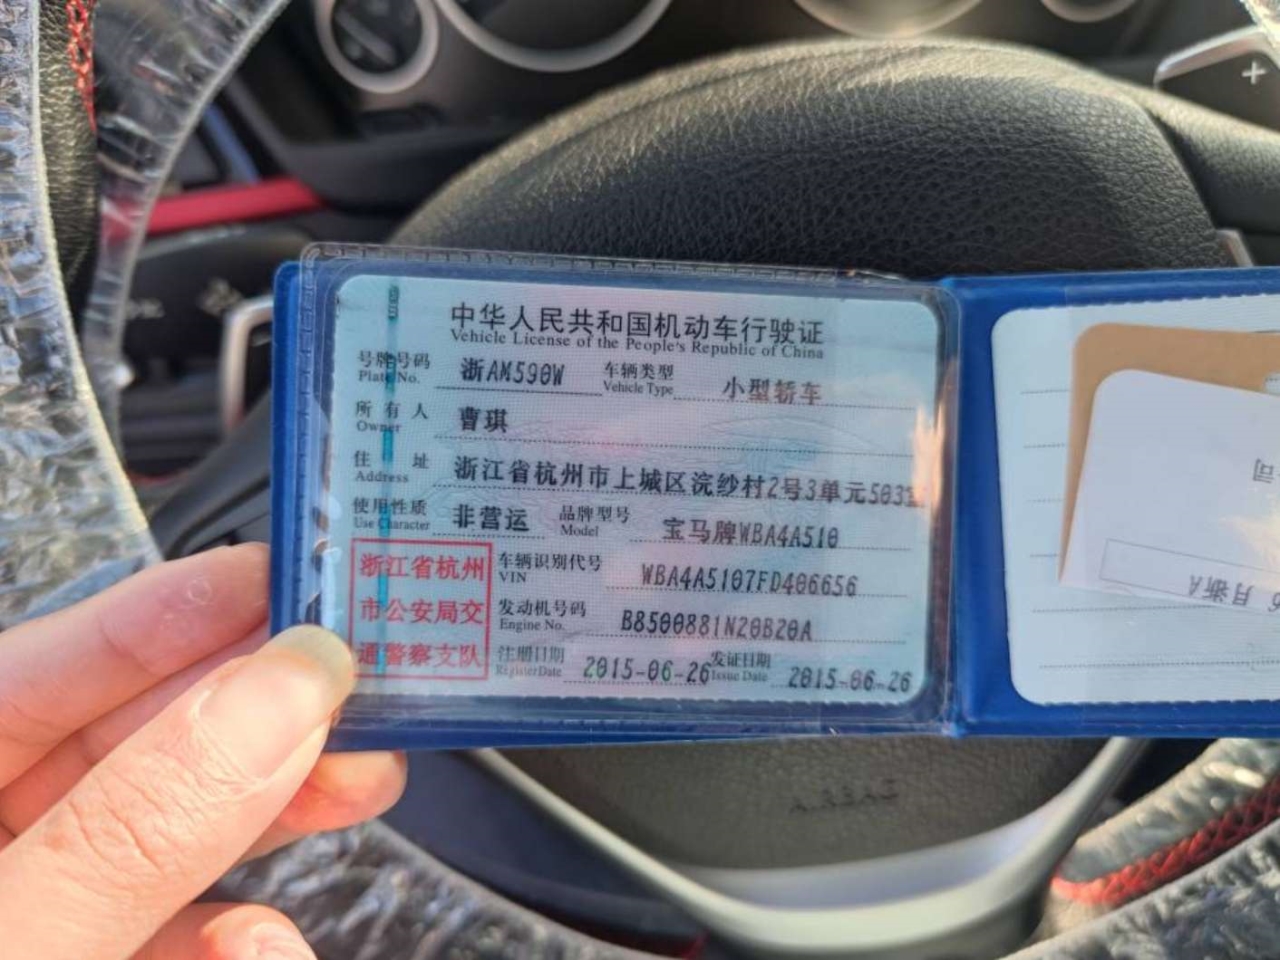 中华人民共和国机动车行驶证
Vehicle License of the People's Republic of China
号牌号码 浙AM590W 车辆类型 小型轿车
Plate No. Vehicle Type
所有人 曹琪
Owner
住址 浙江省杭州市上城区浣纱村2号3单元503室
Address
使用性质 非营运 品牌型号 宝马牌WBA4A510
Use Character Model
浙江省杭州
市公安局交
通警察支队
车辆识别代号 WBA4A5107FD406656
VIN
发动机号码 B8500881N20B20A
Engine No.
注册日期 2015-06-26 发证日期 2015-06-26
Register Date Issue Date
司
月浙A
AIRBAG
+